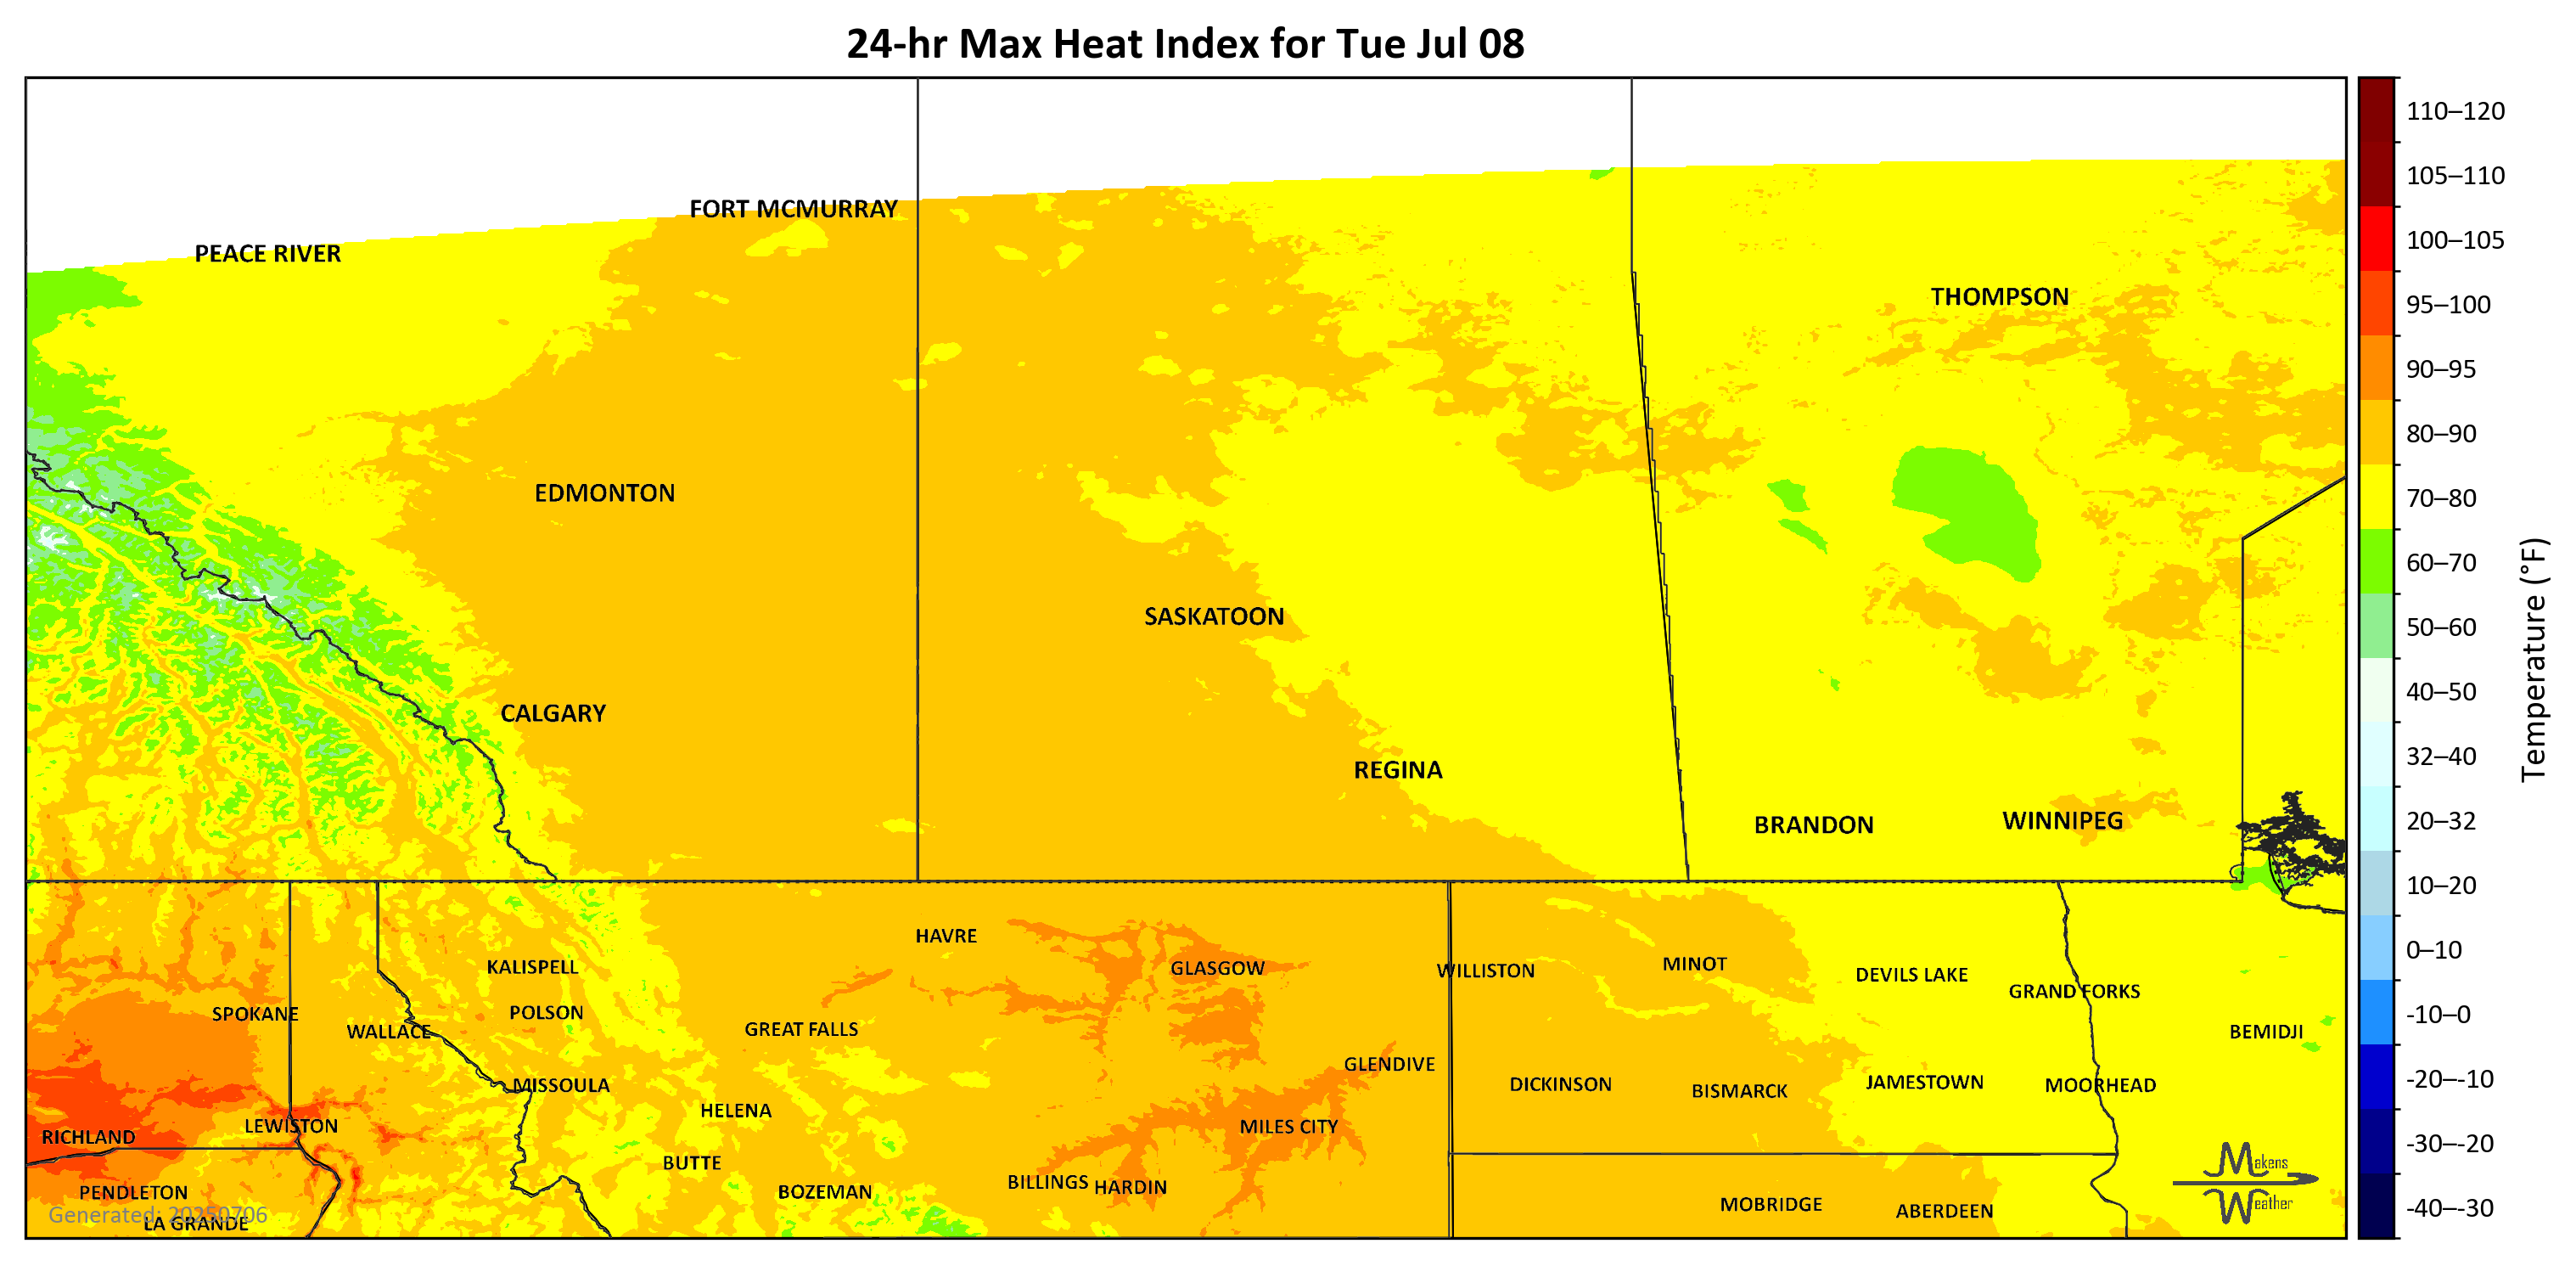 24-hr Max Heat Index for Tue Jul 08
110–120
105–110
100–105
95–100
90–95
80–90
70–80
60–70
50–60
40–50
32–40
20–32
10–20
0–10
-10–0
-20–-10
-30–-20
-40–-30
Temperature (°F)
FORT MCMURRAY
PEACE RIVER
THOMPSON
EDMONTON
SASKATOON
CALGARY
REGINA
BRANDON
WINNIPEG
HAVRE
KALISPELL
GLASGOW
WILLISTON
MINOT
DEVILS LAKE
GRAND FORKS
SPOKANE
POLSON
WALLACE
GREAT FALLS
BEMIDJI
GLENDIVE
MISSOULA
DICKINSON
BISMARCK
JAMESTOWN
MOORHEAD
HELENA
LEWISTON
MILES CITY
RICHLAND
BUTTE
BILLINGS
HARDIN
BOZEMAN
PENDLETON
MOBRIDGE
ABERDEEN
Generated: 20250706
LA GRANDE
Makens
Weather